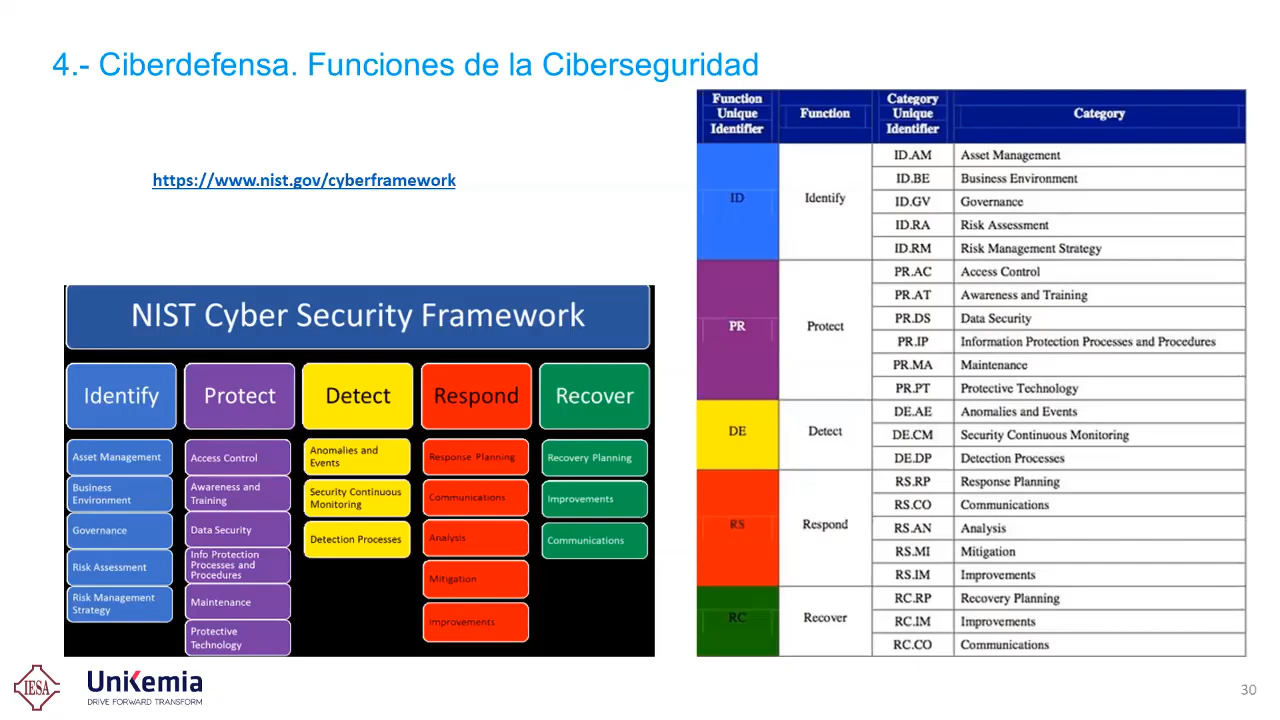 4.- Ciberdefensa. Funciones de la Ciberseguridad
https://www.nist.gov/cyberframework
NIST Cyber Security Framework
Identify
Protect
Detect
Respond
Recover
Asset Management
Business
Environment
Governance
Risk Assessment
Risk Management
Strategy
Access Control
Awareness and
Training
Data Security
Info Protection
Processes and
Procedures
Maintenance
Protective
Technology
Anomalies and
Events
Security Continuous
Monitoring
Detection Processes
Response Planning
Communications
Analysis
Mitigation
Improvements
Recovery Planning
Improvements
Communications
Function
Unique
Identifier
Function
Category
Unique
Identifier
Category
ID
Identify
ID.AM Asset Management
ID.BE Business Environment
ID.GV Governance
ID.RA Risk Assessment
ID.RM Risk Management Strategy
PR
Protect
PR.AC Access Control
PR.AT Awareness and Training
PR.DS Data Security
PR.IP Information Protection Processes and Procedures
PR.MA Maintenance
PR.PT Protective Technology
DE
Detect
DE.AE Anomalies and Events
DE.CM Security Continuous Monitoring
DE.DP Detection Processes
RS
Respond
RS.RP Response Planning
RS.CO Communications
RS.AN Analysis
RS.MI Mitigation
RS.IM Improvements
RC
Recover
RC.RP Recovery Planning
RC.IM Improvements
RC.CO Communications
IESA
UniKemia
DRIVE FORWARD TRANSFORM
30